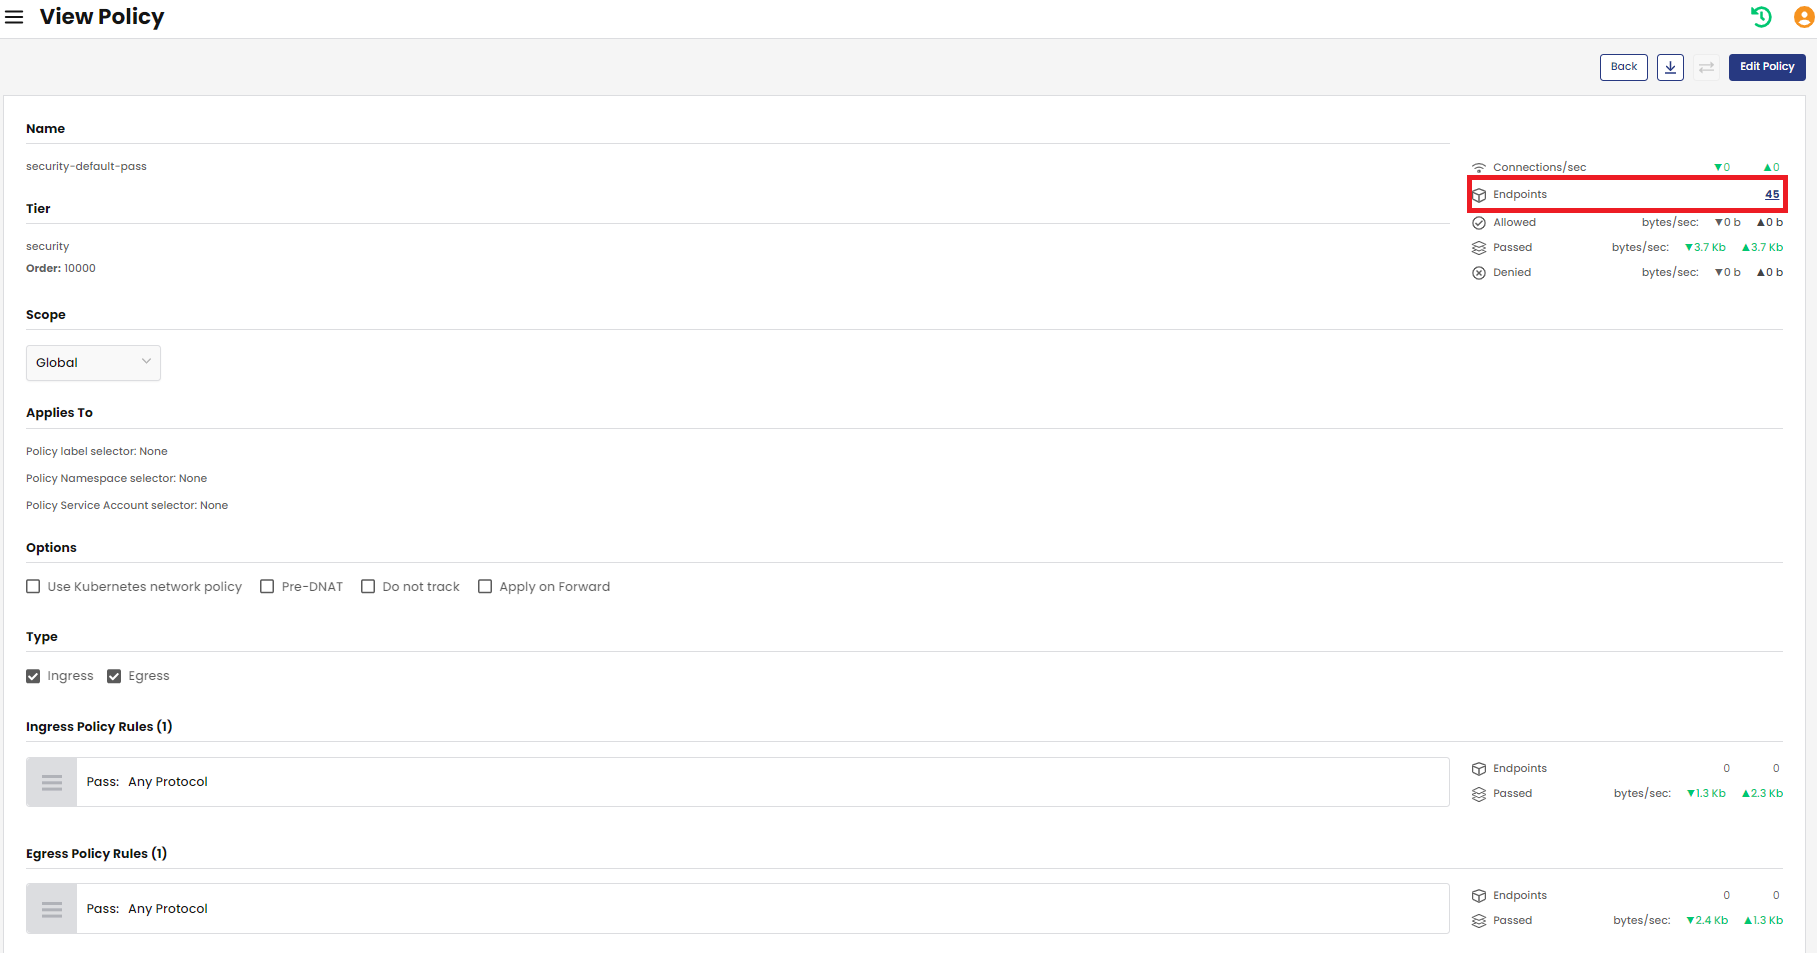 View Policy
Back
Edit Policy
Name
security-default-pass
Connections/sec ▼0 ▲0
Endpoints 45
Tier
Allowed bytes/sec: ▼0 b ▲0 b
security
Passed bytes/sec: ▼3.7 Kb ▲3.7 Kb
Order: 10000
Denied bytes/sec: ▼0 b ▲0 b
Scope
Global
Applies To
Policy label selector: None
Policy Namespace selector: None
Policy Service Account selector: None
Options
Use Kubernetes network policy Pre-DNAT Do not track Apply on Forward
Type
Ingress Egress
Ingress Policy Rules (1)
Pass: Any Protocol
Endpoints 0 0
Passed bytes/sec: ▼1.3 Kb ▲2.3 Kb
Egress Policy Rules (1)
Pass: Any Protocol
Endpoints 0 0
Passed bytes/sec: ▼2.4 Kb ▲1.3 Kb